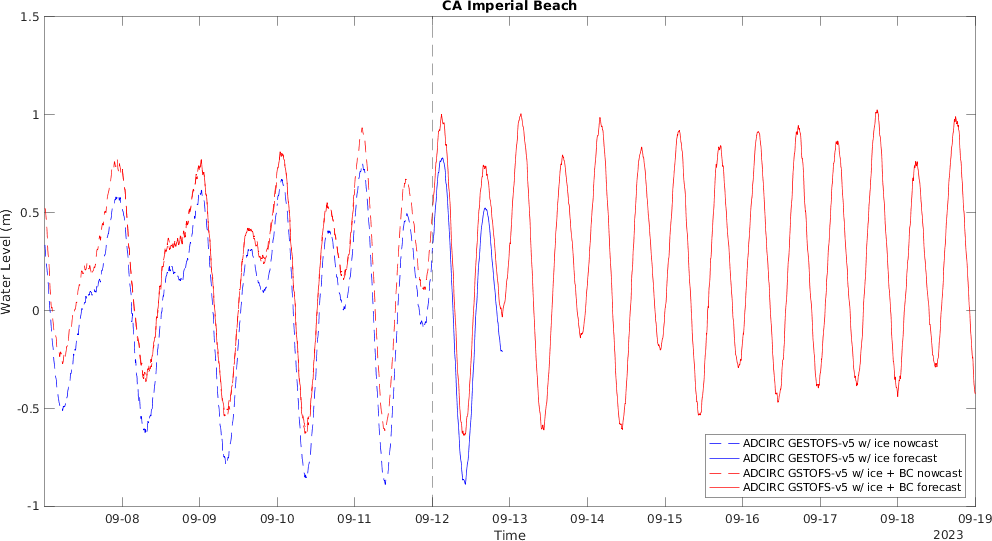 CA Imperial Beach
1.5
1
0.5
0
-0.5
-1
Water Level (m)
09-08 09-09 09-10 09-11 09-12 09-13 09-14 09-15 09-16 09-17 09-18 09-19
Time
2023
ADCIRC GESTOFS-v5 w/ ice nowcast
ADCIRC GESTOFS-v5 w/ ice forecast
ADCIRC GSTOFS-v5 w/ ice + BC nowcast
ADCIRC GSTOFS-v5 w/ ice + BC forecast